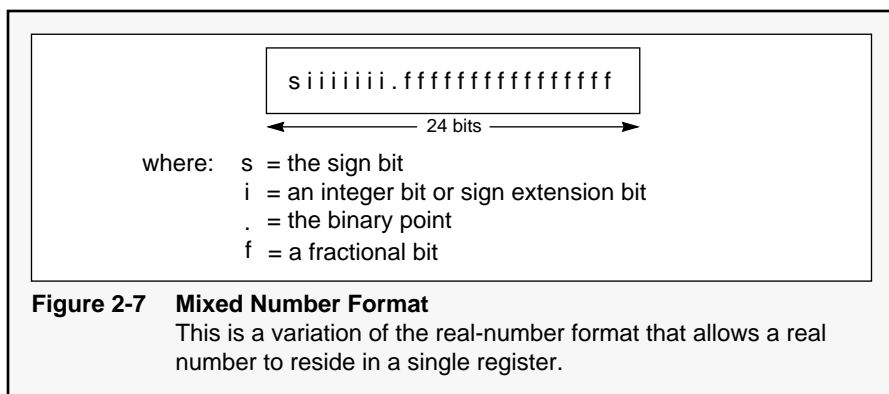 s i i i i i i i . f f f f f f f f f f f f f f f f
24 bits
where: s = the sign bit
i = an integer bit or sign extension bit
. = the binary point
f = a fractional bit
Figure 2-7 Mixed Number Format
This is a variation of the real-number format that allows a real
number to reside in a single register.